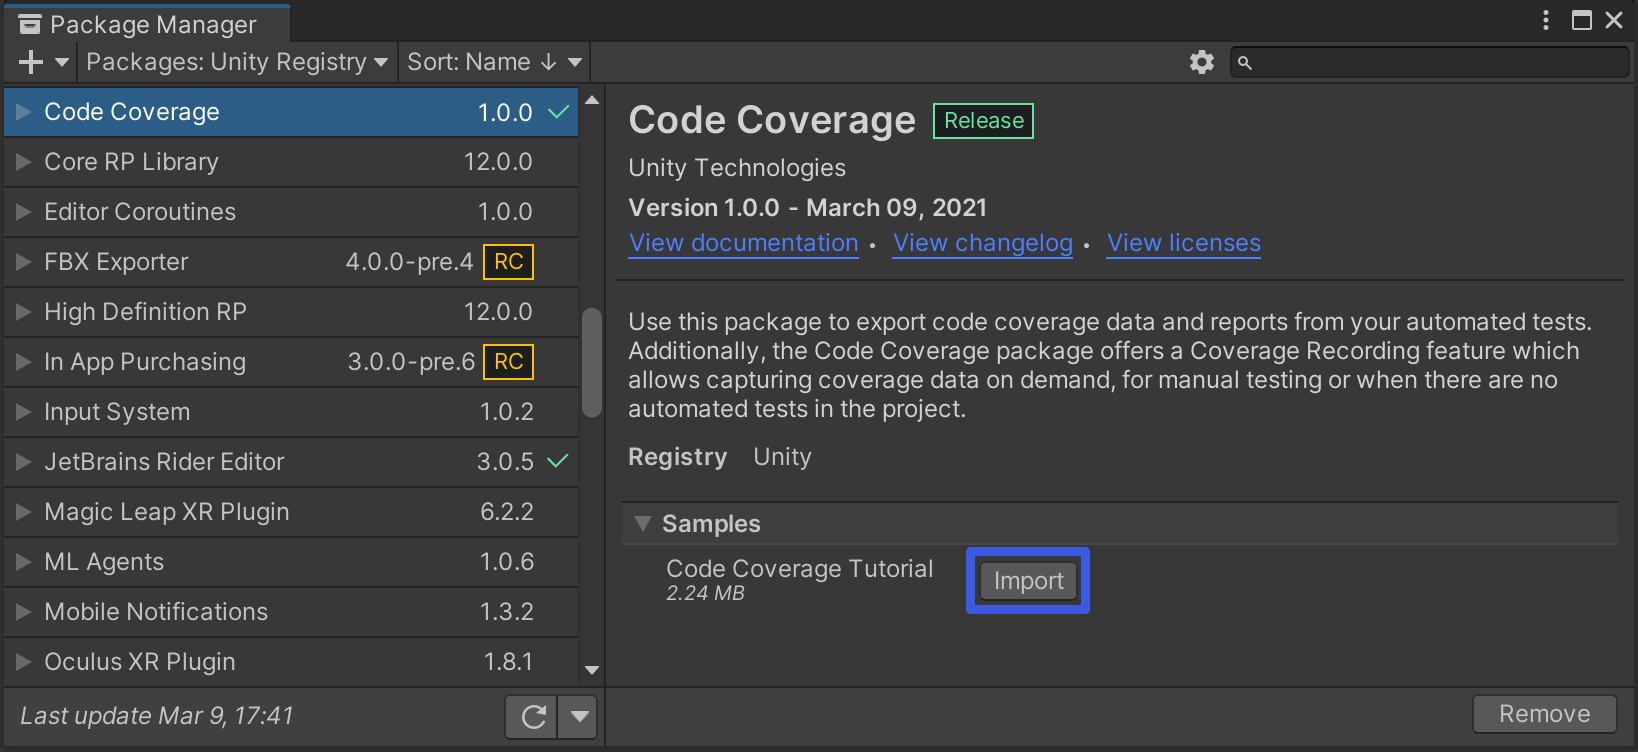 Package Manager
Packages: Unity Registry
Sort: Name ↓
Code Coverage 1.0.0
Core RP Library 12.0.0
Editor Coroutines 1.0.0
FBX Exporter 4.0.0-pre.4 RC
High Definition RP 12.0.0
In App Purchasing 3.0.0-pre.6 RC
Input System 1.0.2
JetBrains Rider Editor 3.0.5
Magic Leap XR Plugin 6.2.2
ML Agents 1.0.6
Mobile Notifications 1.3.2
Oculus XR Plugin 1.8.1
Last update Mar 9, 17:41
Code Coverage Release
Unity Technologies
Version 1.0.0 - March 09, 2021
View documentation • View changelog • View licenses
Use this package to export code coverage data and reports from your automated tests.
Additionally, the Code Coverage package offers a Coverage Recording feature which
allows capturing coverage data on demand, for manual testing or when there are no
automated tests in the project.
Registry Unity
Samples
Code Coverage Tutorial Import
2.24 MB
Remove